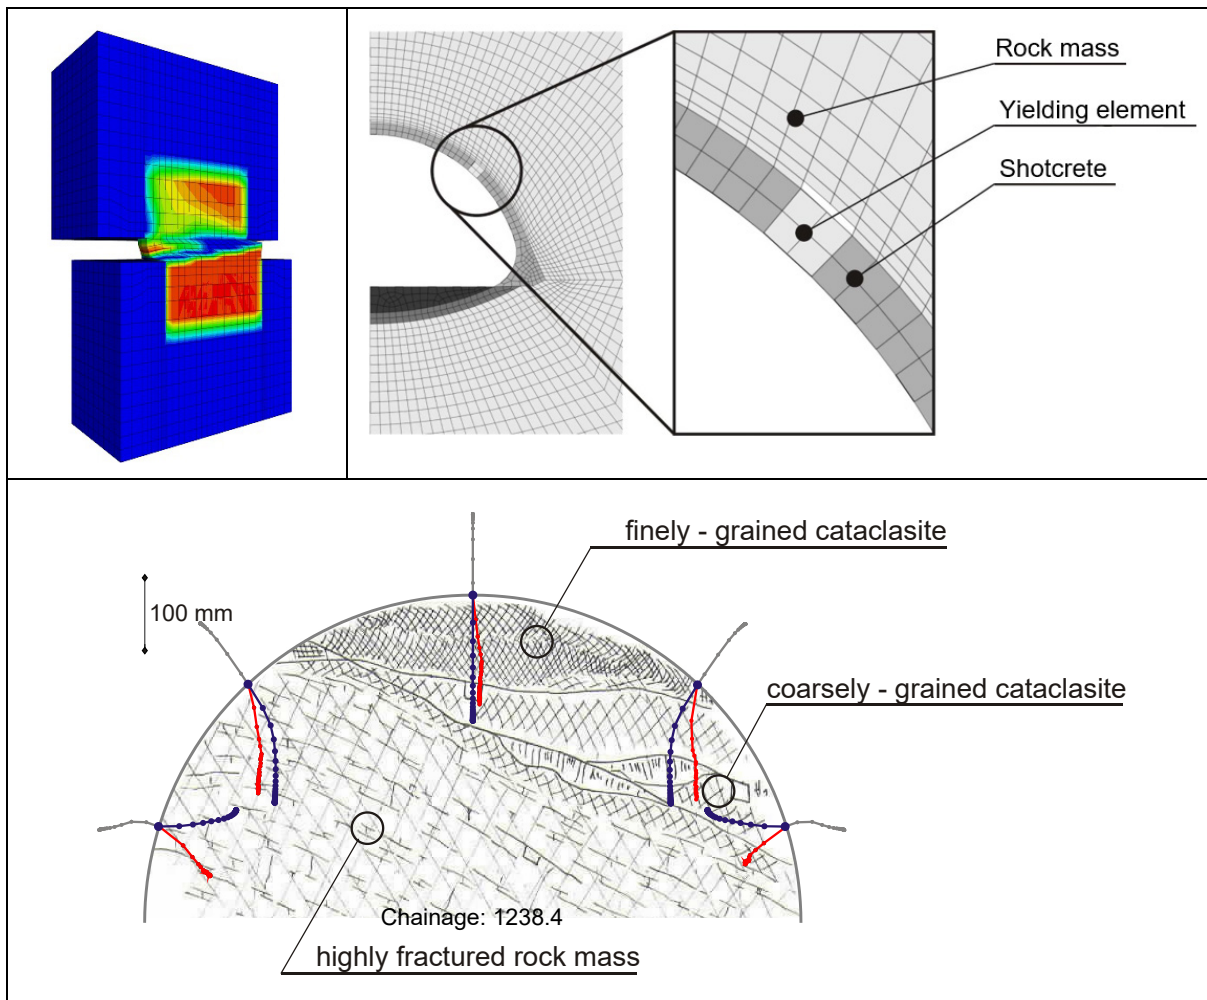 Rock mass
Yielding element
Shotcrete
finely - grained cataclasite
100 mm
coarsely - grained cataclasite
Chainage: 1238.4
highly fractured rock mass